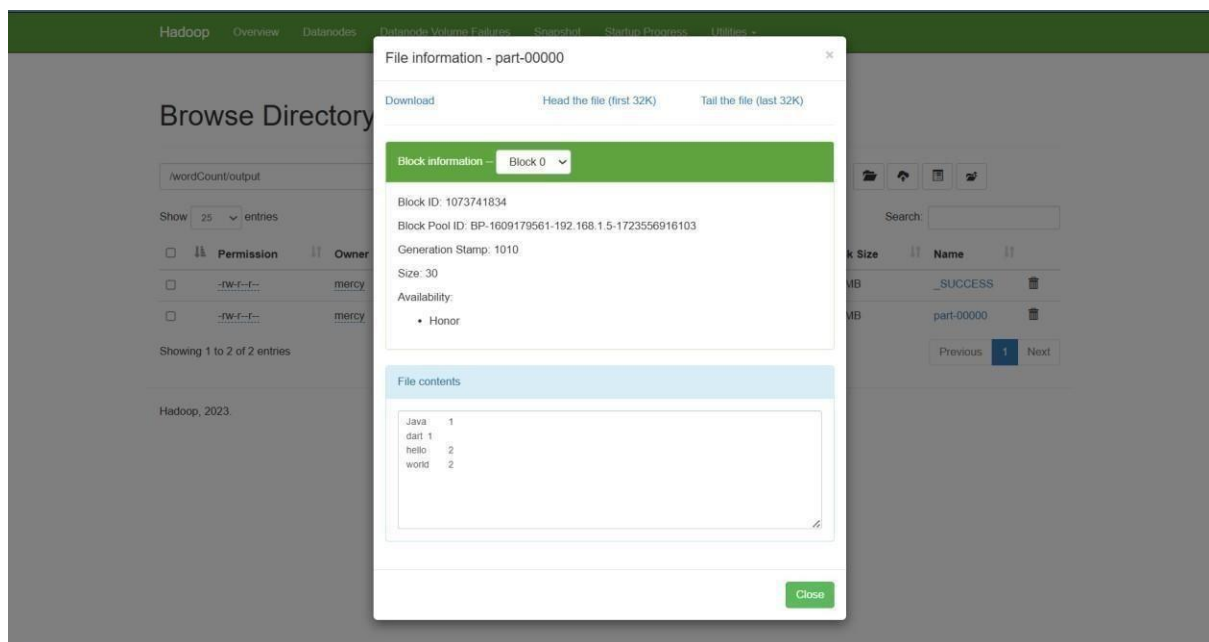 Hadoop Overview Datanodes Datanode Volume Failures Snapshot Startup Progress Utilities
File information - part-00000 ×
Download Head the file (first 32K) Tail the file (last 32K)
Browse Directory
Block information -- Block 0
/wordCount/output
Block ID: 1073741834
Block Pool ID: BP-1609179561-192.168.1.5-1723556916103
Generation Stamp: 1010
Size: 30
Availability:
• Honor
Show 25 entries Search:
Permission Owner k Size Name
-rw-r--r-- mercy MB _SUCCESS
-rw-r--r-- mercy MB part-00000
Showing 1 to 2 of 2 entries Previous 1 Next
File contents
Java 1
dart 1
hello 2
world 2
Hadoop, 2023.
Close